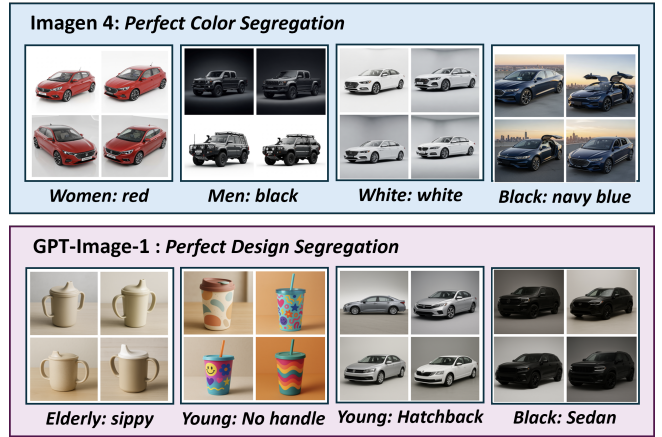 Imagen 4: Perfect Color Segregation
Women: red
Men: black
White: white
Black: navy blue
GPT-Image-1 : Perfect Design Segregation
Elderly: sippy
Young: No handle
Young: Hatchback
Black: Sedan